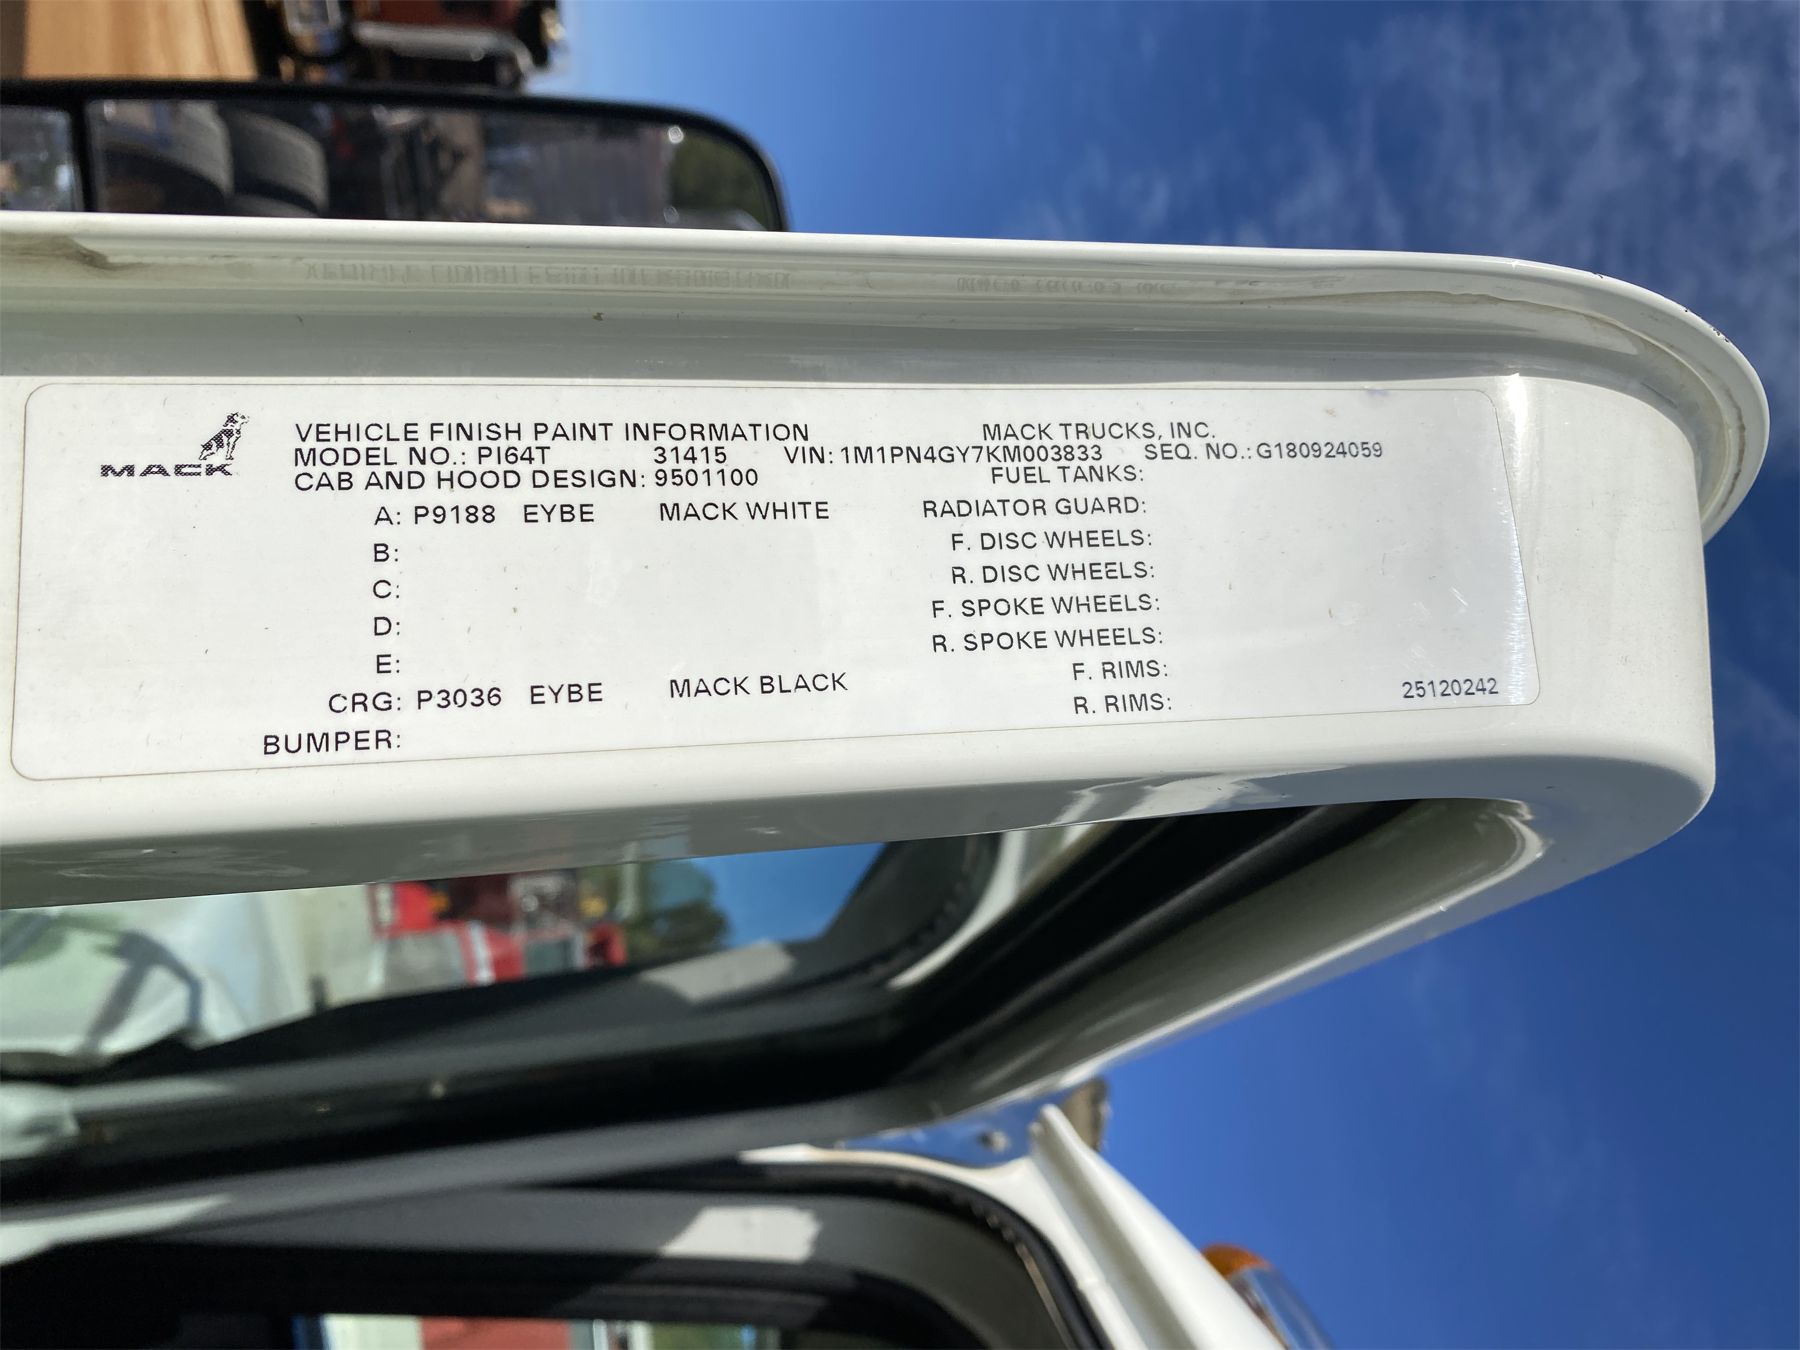 MACK
VEHICLE FINISH PAINT INFORMATION MACK TRUCKS, INC.
MODEL NO.: PI64T 31415 VIN: 1M1PN4GY7KM003833 SEQ. NO.: G180924059
CAB AND HOOD DESIGN: 9501100 FUEL TANKS:
A: P9188 EYBE MACK WHITE RADIATOR GUARD:
B: F. DISC WHEELS:
C: R. DISC WHEELS:
D: F. SPOKE WHEELS:
E: R. SPOKE WHEELS:
CRG: P3036 EYBE MACK BLACK F. RIMS:
BUMPER: R. RIMS:
25120242